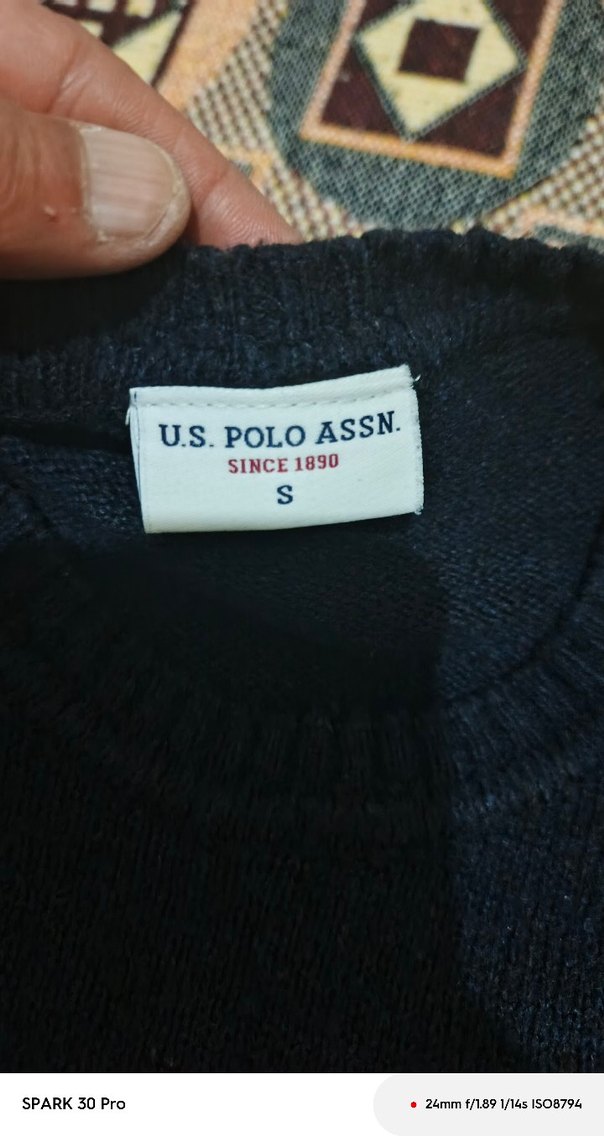 U.S. POLO ASSN.
SINCE 1890
S
SPARK 30 Pro
24mm f/1.89 1/14s ISO8794